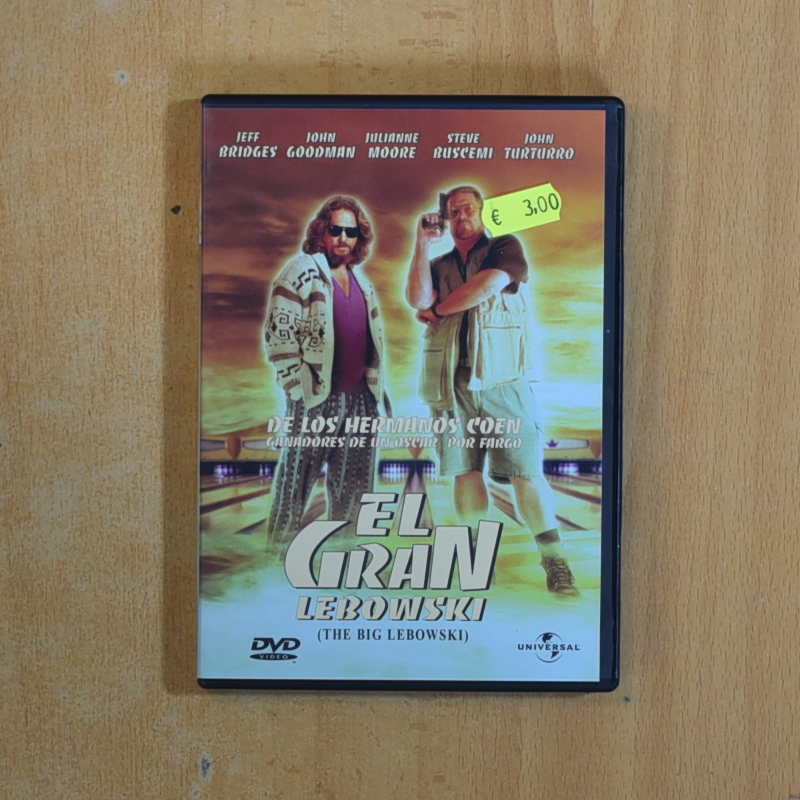 JEFF JOHN JULIANNE STEVE JOHN
BRIDGES GOODMAN MOORE BUSCEMI TURTURRO
€ 3,00
DE LOS HERMANOS COEN
GANADORES DE UN OSCAR POR FARGO
EL
GRAN
LEBOWSKI
(THE BIG LEBOWSKI)
DVD
VIDEO
UNIVERSAL